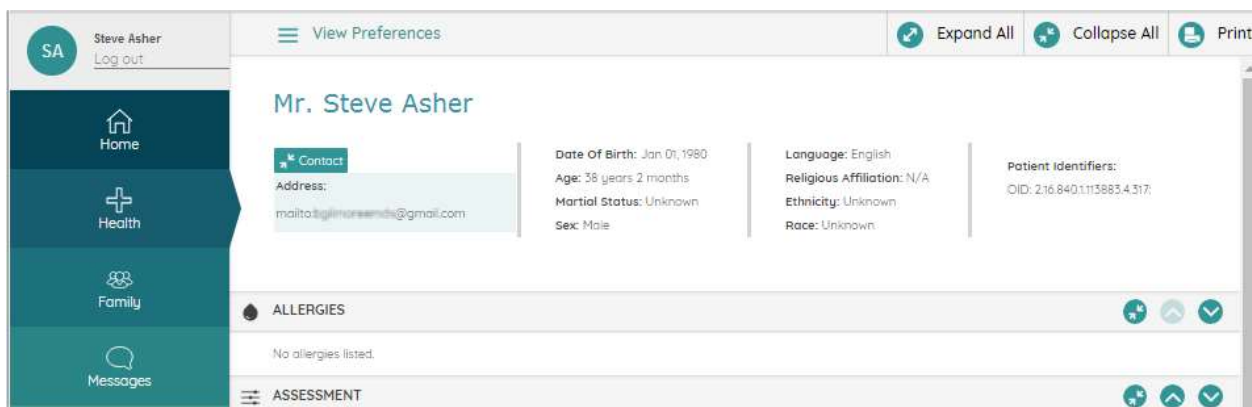 SA
Steve Asher
Log out
View Preferences
Expand All
Collapse All
Print
Home
Health
Family
Messages
Mr. Steve Asher
Contact
Address:
mailto: @gmail.com
Date Of Birth: Jan 01, 1980
Age: 38 years 2 months
Martial Status: Unknown
Sex: Male
Language: English
Religious Affiliation: N/A
Ethnicity: Unknown
Race: Unknown
Patient Identifiers:
OID: 2.16.840.1.113883.4.317:
ALLERGIES
No allergies listed.
ASSESSMENT